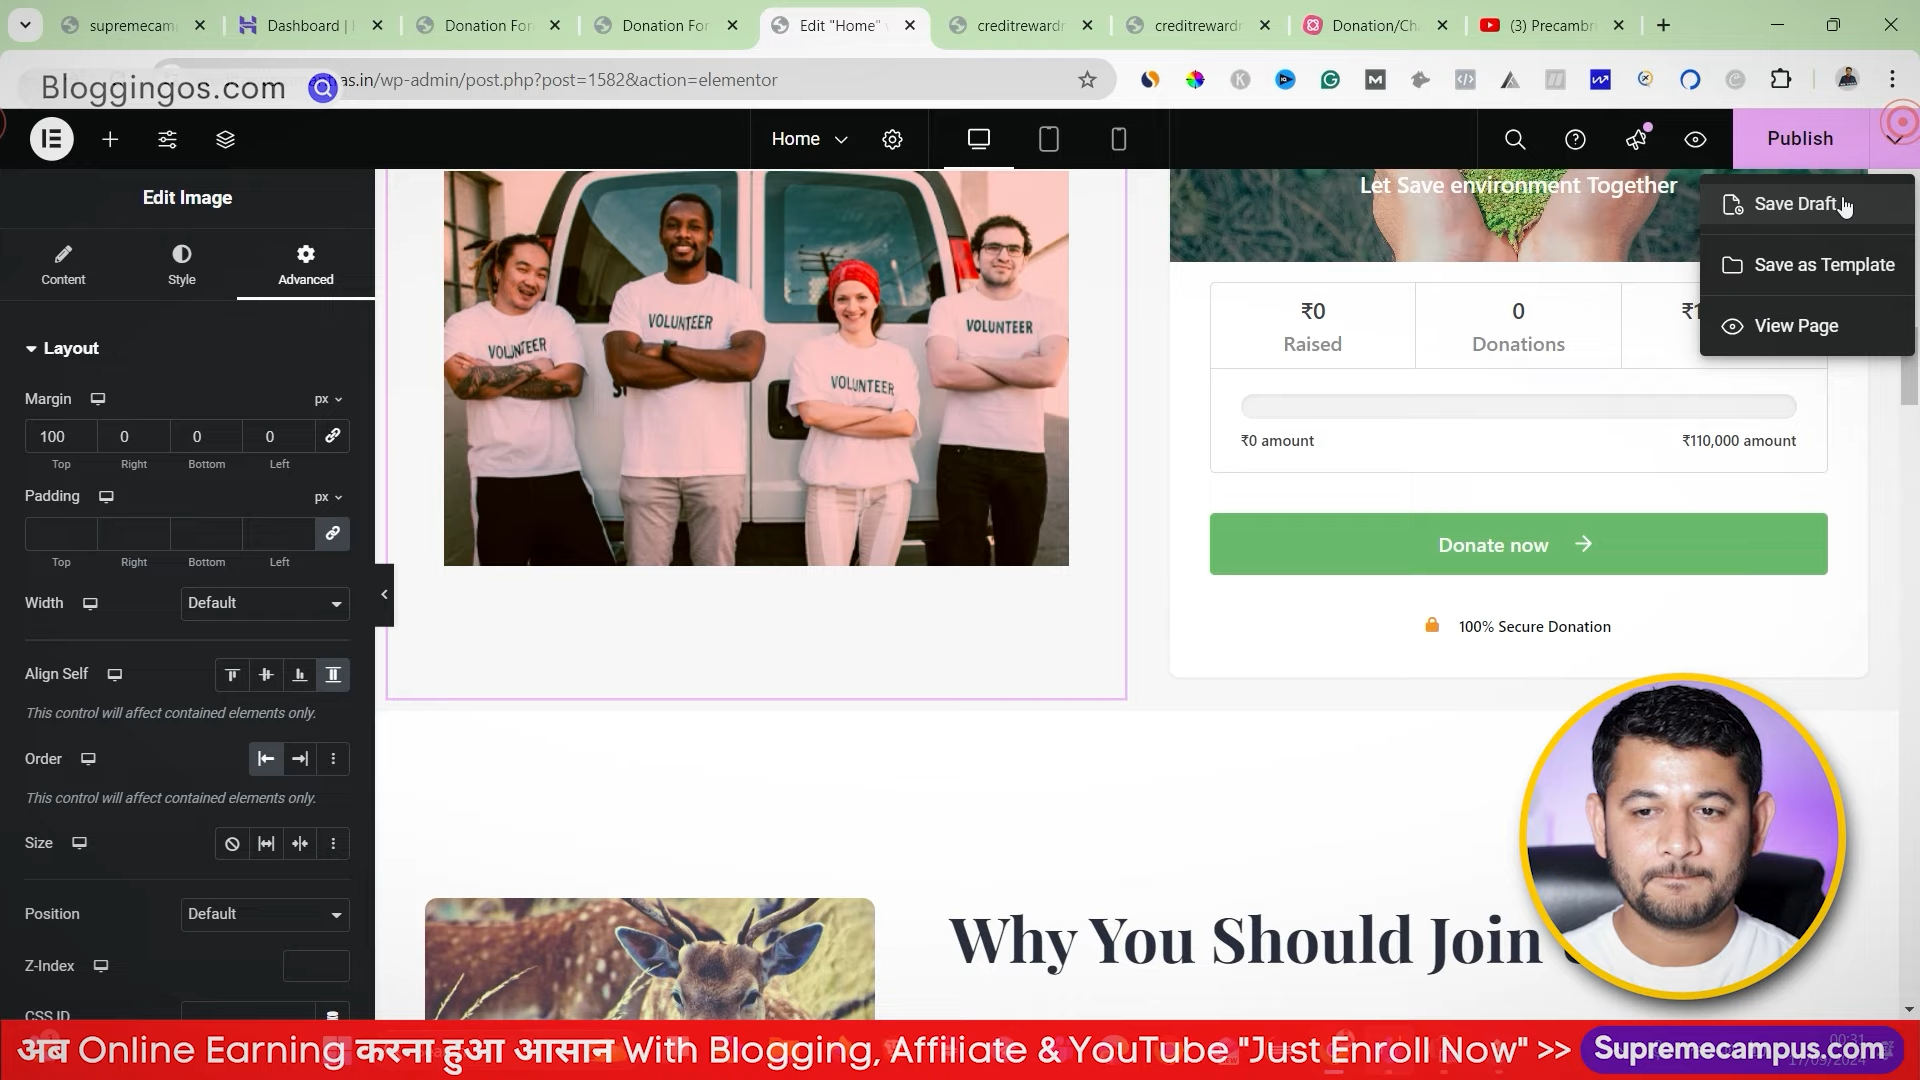 supremecam
Dashboard |
Donation For
Donation For
Edit "Home"
creditrewardr
creditrewardr
Donation/Ch
(3) Precambri
Bloggingos.com
as.in/wp-admin/post.php?post=1582&action=elementor
Home
Publish
Edit Image
Content
Style
Advanced
Layout
Margin
px
100
0
0
0
Top
Right
Bottom
Left
Padding
px
Top
Right
Bottom
Left
Width
Default
Align Self
This control will affect contained elements only.
Order
This control will affect contained elements only.
Size
Position
Default
Z-Index
CSS ID
VOLUNTEER
VOLUNTEER
VOLUNTEER
VOLUNTEER
Let Save environment Together
Save Draft
Save as Template
View Page
₹0
Raised
0
Donations
₹1
₹0 amount
₹110,000 amount
Donate now
100% Secure Donation
Why You Should Join
अब Online Earning करना हुआ आसान With Blogging, Affiliate & YouTube "Just Enroll Now" >>
Supremecampus.com